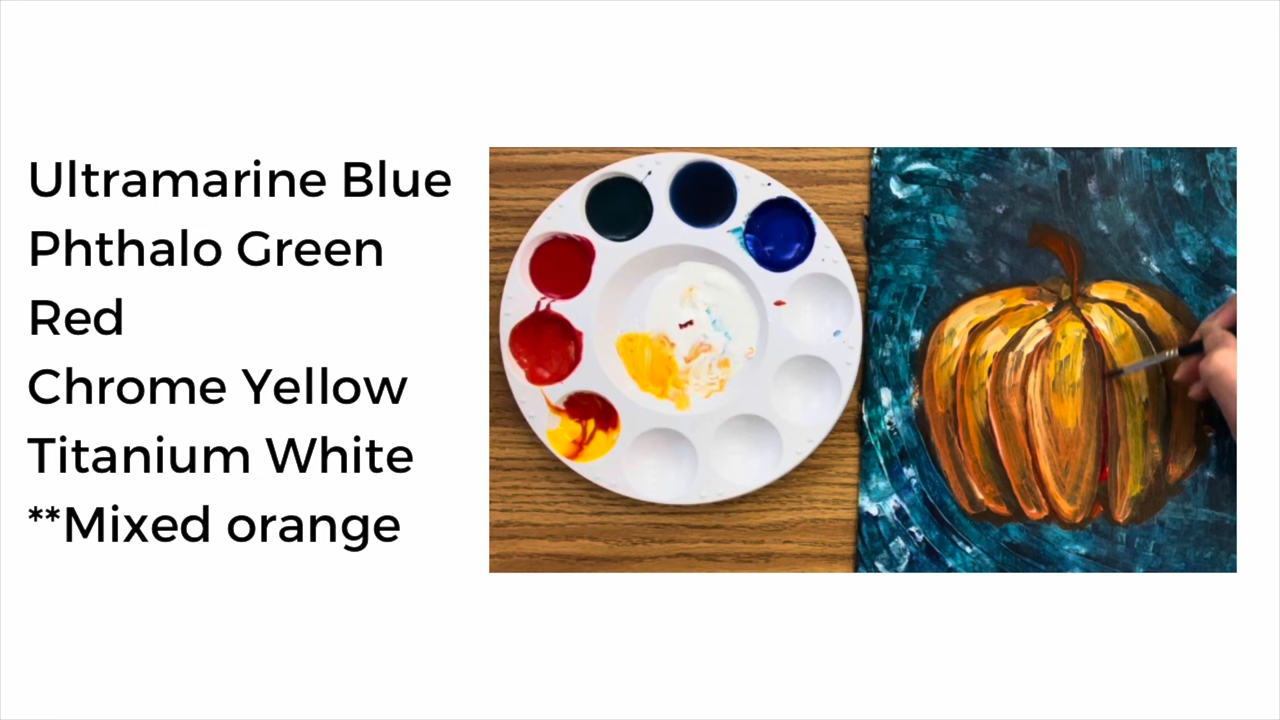 Ultramarine Blue
Phthalo Green
Red
Chrome Yellow
Titanium White
**Mixed orange